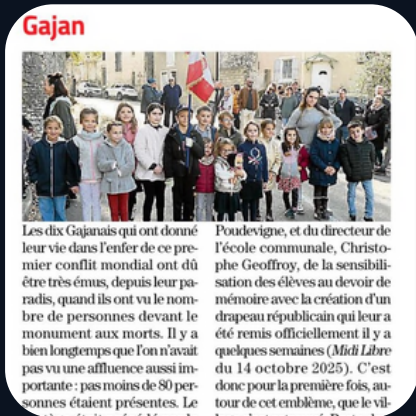 Gajan
Les dix Gajanais qui ont donné
leur vie dans l'enfer de ce pre-
mier conflit mondial ont dû
être très émus, depuis leur pa-
radis, quand ils ont vu le nom-
bre de personnes devant le
monument aux morts. Il y a
bien longtemps que l'on n'avait
pas vu une affluence aussi im-
portante : pas moins de 80 per-
sonnes étaient présentes. Le
Poudevigne, et du directeur de
l'école communale, Christo-
phe Geoffroy, de la sensibili-
sation des élèves au devoir de
mémoire avec la création d'un
drapeau républicain qui leur a
été remis officiellement il y a
quelques semaines (Midi Libre
du 14 octobre 2025). C'est
donc pour la première fois, au-
tour de cet emblème, que le vil-